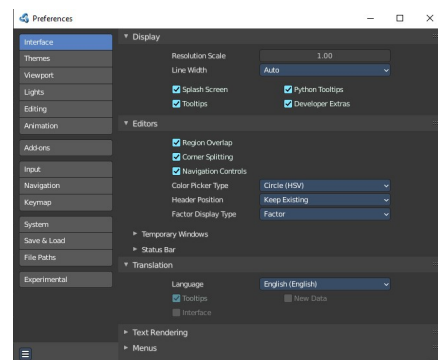 Preferences
Interface
Themes
Viewport
Lights
Editing
Animation
Add-ons
Input
Navigation
Keymap
System
Save & Load
File Paths
Experimental
Display
Resolution Scale 1.00
Line Width Auto
Splash Screen Python Tooltips
Tooltips Developer Extras
Editors
Region Overlap
Corner Splitting
Navigation Controls
Color Picker Type Circle (HSV)
Header Position Keep Existing
Factor Display Type Factor
Temporary Windows
Status Bar
Translation
Language English (English)
Tooltips New Data
Interface
Text Rendering
Menus